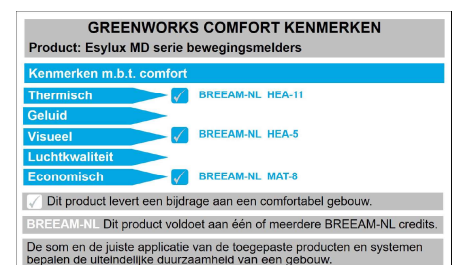 GREENWORKS COMFORT KENMERKEN
Product: Esylux MD serie bewegingsmelders
Kenmerken m.b.t. comfort
Thermisch BREEAM-NL HEA-11
Geluid
Visueel BREEAM-NL HEA-5
Luchtkwaliteit
Economisch BREEAM-NL MAT-8
Dit product levert een bijdrage aan een comfortabel gebouw.
BREEAM-NL Dit product voldoet aan één of meerdere BREEAM-NL credits.
De som en de juiste applicatie van de toegepaste producten en systemen
bepalen de uiteindelijke duurzaamheid van een gebouw.